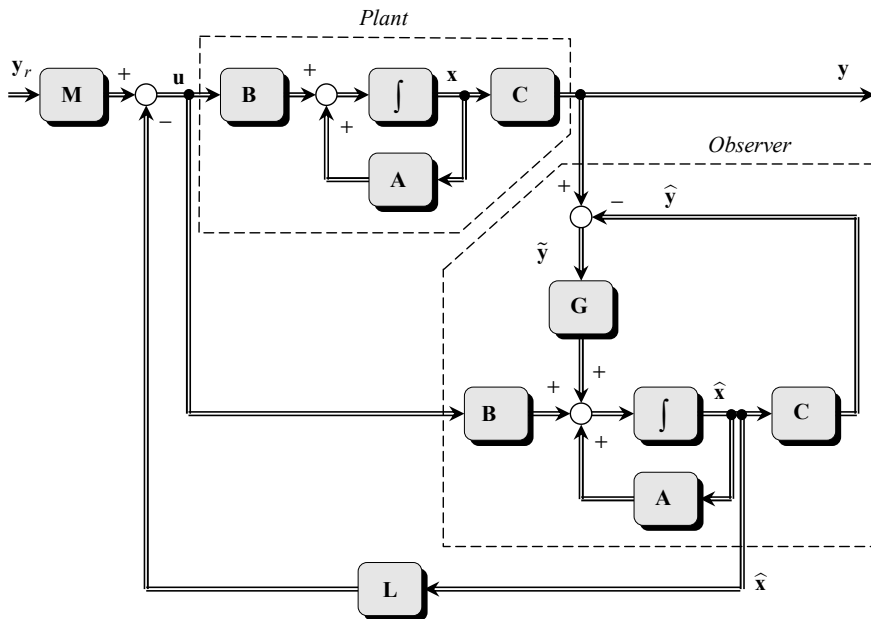 Plant
y_r
M
+
−
u
B
+
+
∫
x
C
y
A
Observer
+
−
ŷ
ỹ
G
+
B
+
+
∫
x̂
C
A
L
x̂